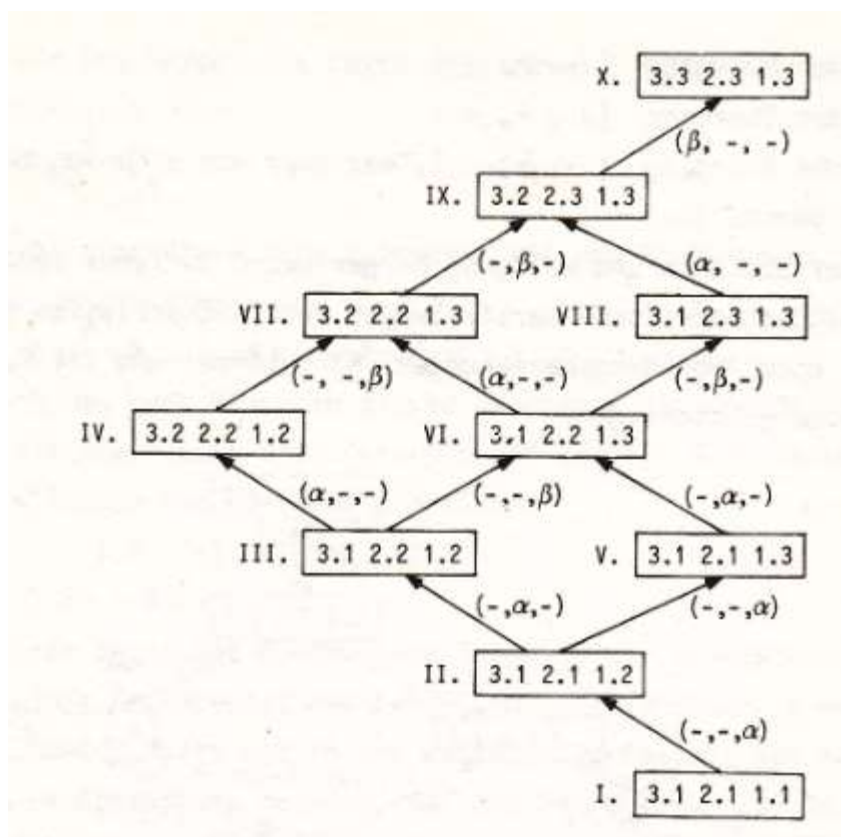 X. 3.3 2.3 1.3
(β, -, -)
IX. 3.2 2.3 1.3
(-,β,-) (α, -, -)
VII. 3.2 2.2 1.3 VIII. 3.1 2.3 1.3
(-, -,β) (α,-,-) (-,β,-)
IV. 3.2 2.2 1.2 VI. 3.1 2.2 1.3
(α,-,-) (-,-,β) (-,α,-)
III. 3.1 2.2 1.2 V. 3.1 2.1 1.3
(-,α,-) (-,-,α)
II. 3.1 2.1 1.2
(-,-,α)
I. 3.1 2.1 1.1